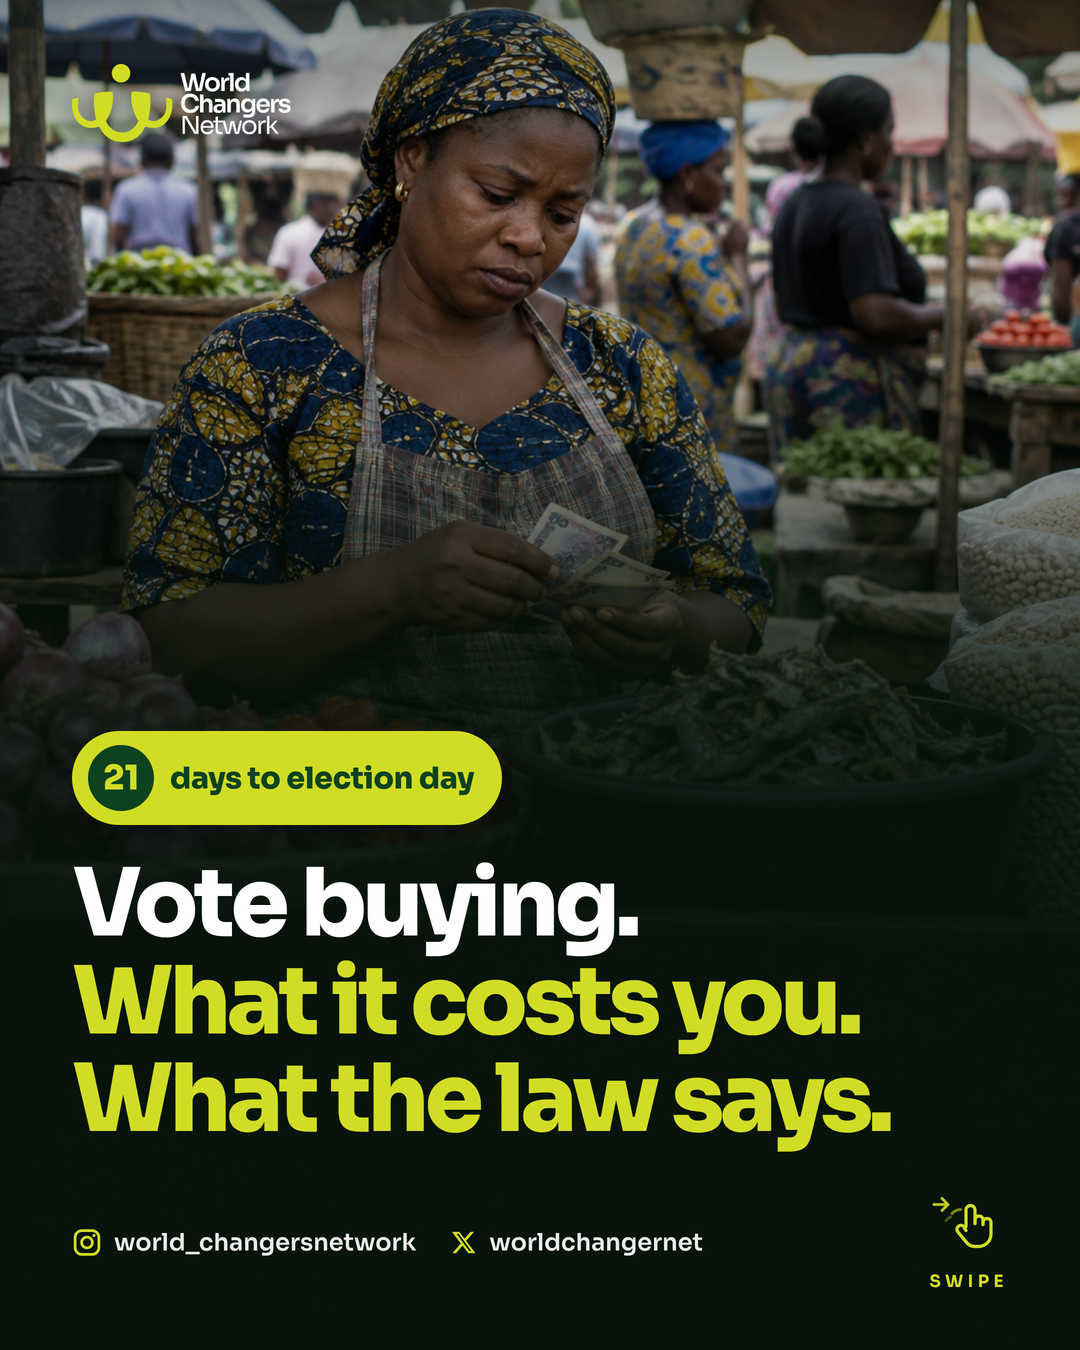 World
Changers
Network
21 days to election day
Vote buying.
What it costs you.
What the law says.
world_changersnetwork worldchangernet
SWIPE